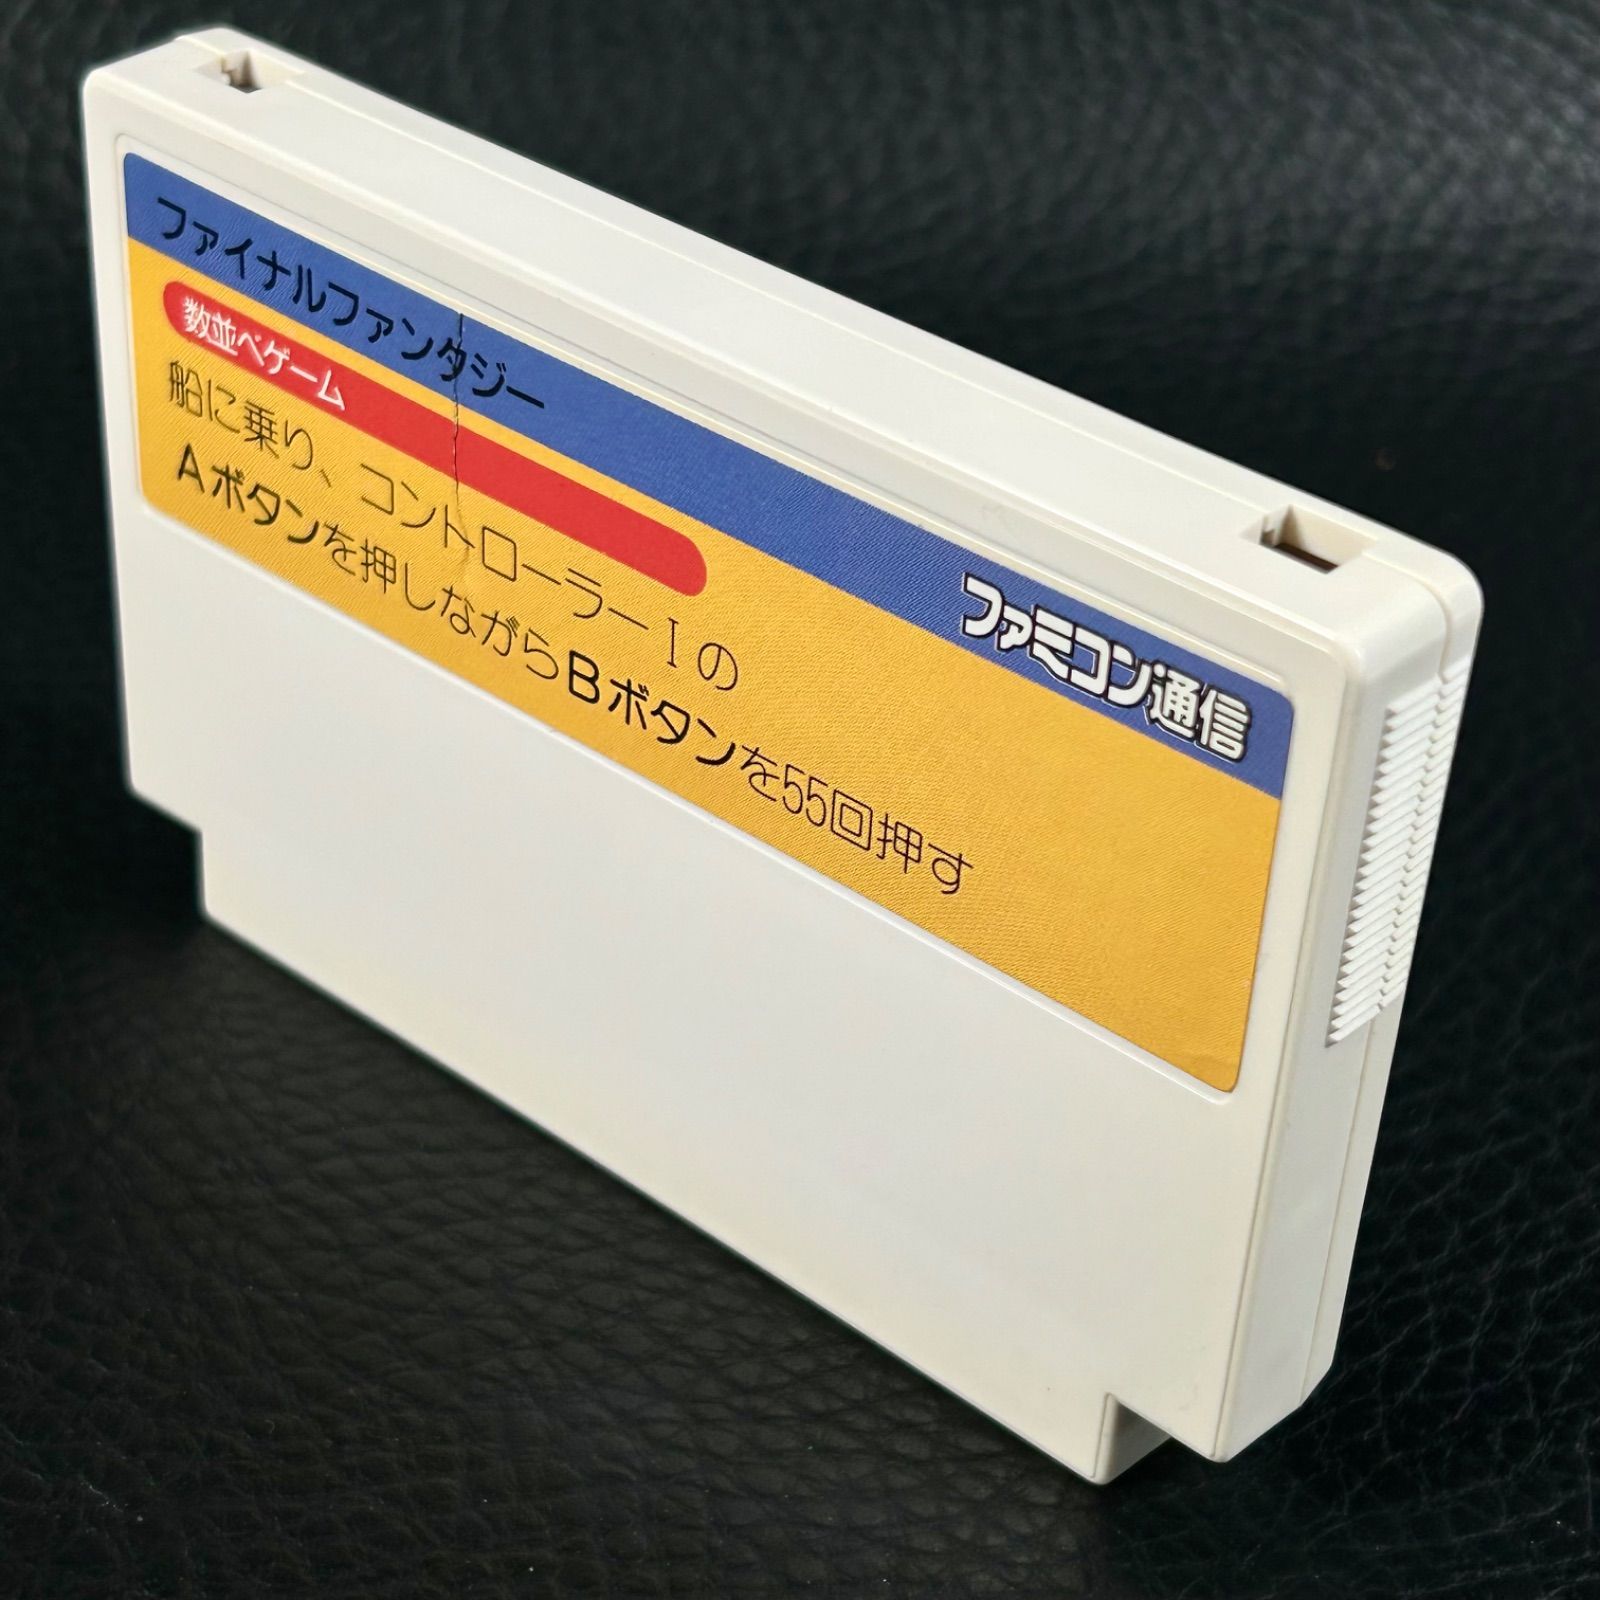 ファイナルファンタジー
ファミコン通信
数並べゲーム
船に乗り、コントローラーIの
Aボタンを押しながらBボタンを55回押す